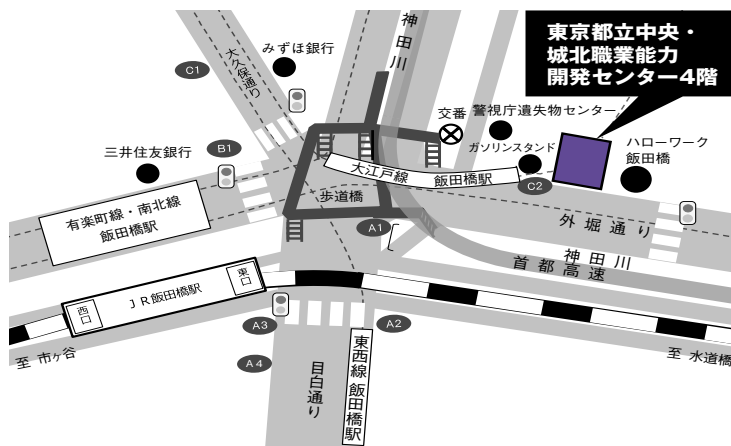 東京都立中央・
城北職業能力
開発センター4階
神田川
みずほ銀行
大久保通り
C1
交番
警視庁遺失物センター
ガソリンスタンド
ハローワーク
飯田橋
三井住友銀行
B1
大江戸線 飯田橋駅
C2
歩道橋
有楽町線・南北線
飯田橋駅
A1
外堀通り
神田川
首都高速
JR飯田橋駅
東口
西口
A3
A2
A4
至 市ヶ谷
至 水道橋
目白通り
東西線 飯田橋駅